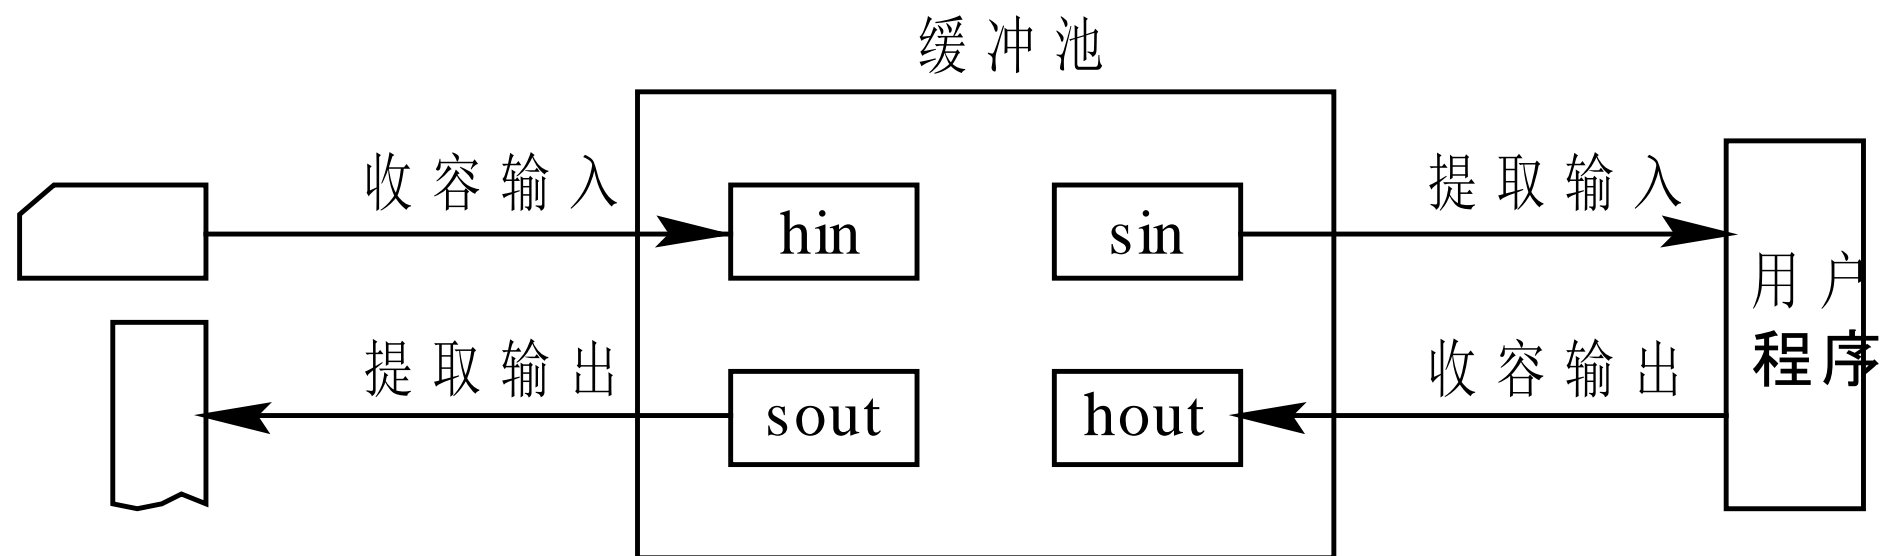 缓冲池
收容输入
hin
sin
提取输入
用户
程序
提取输出
sout
hout
收容输出